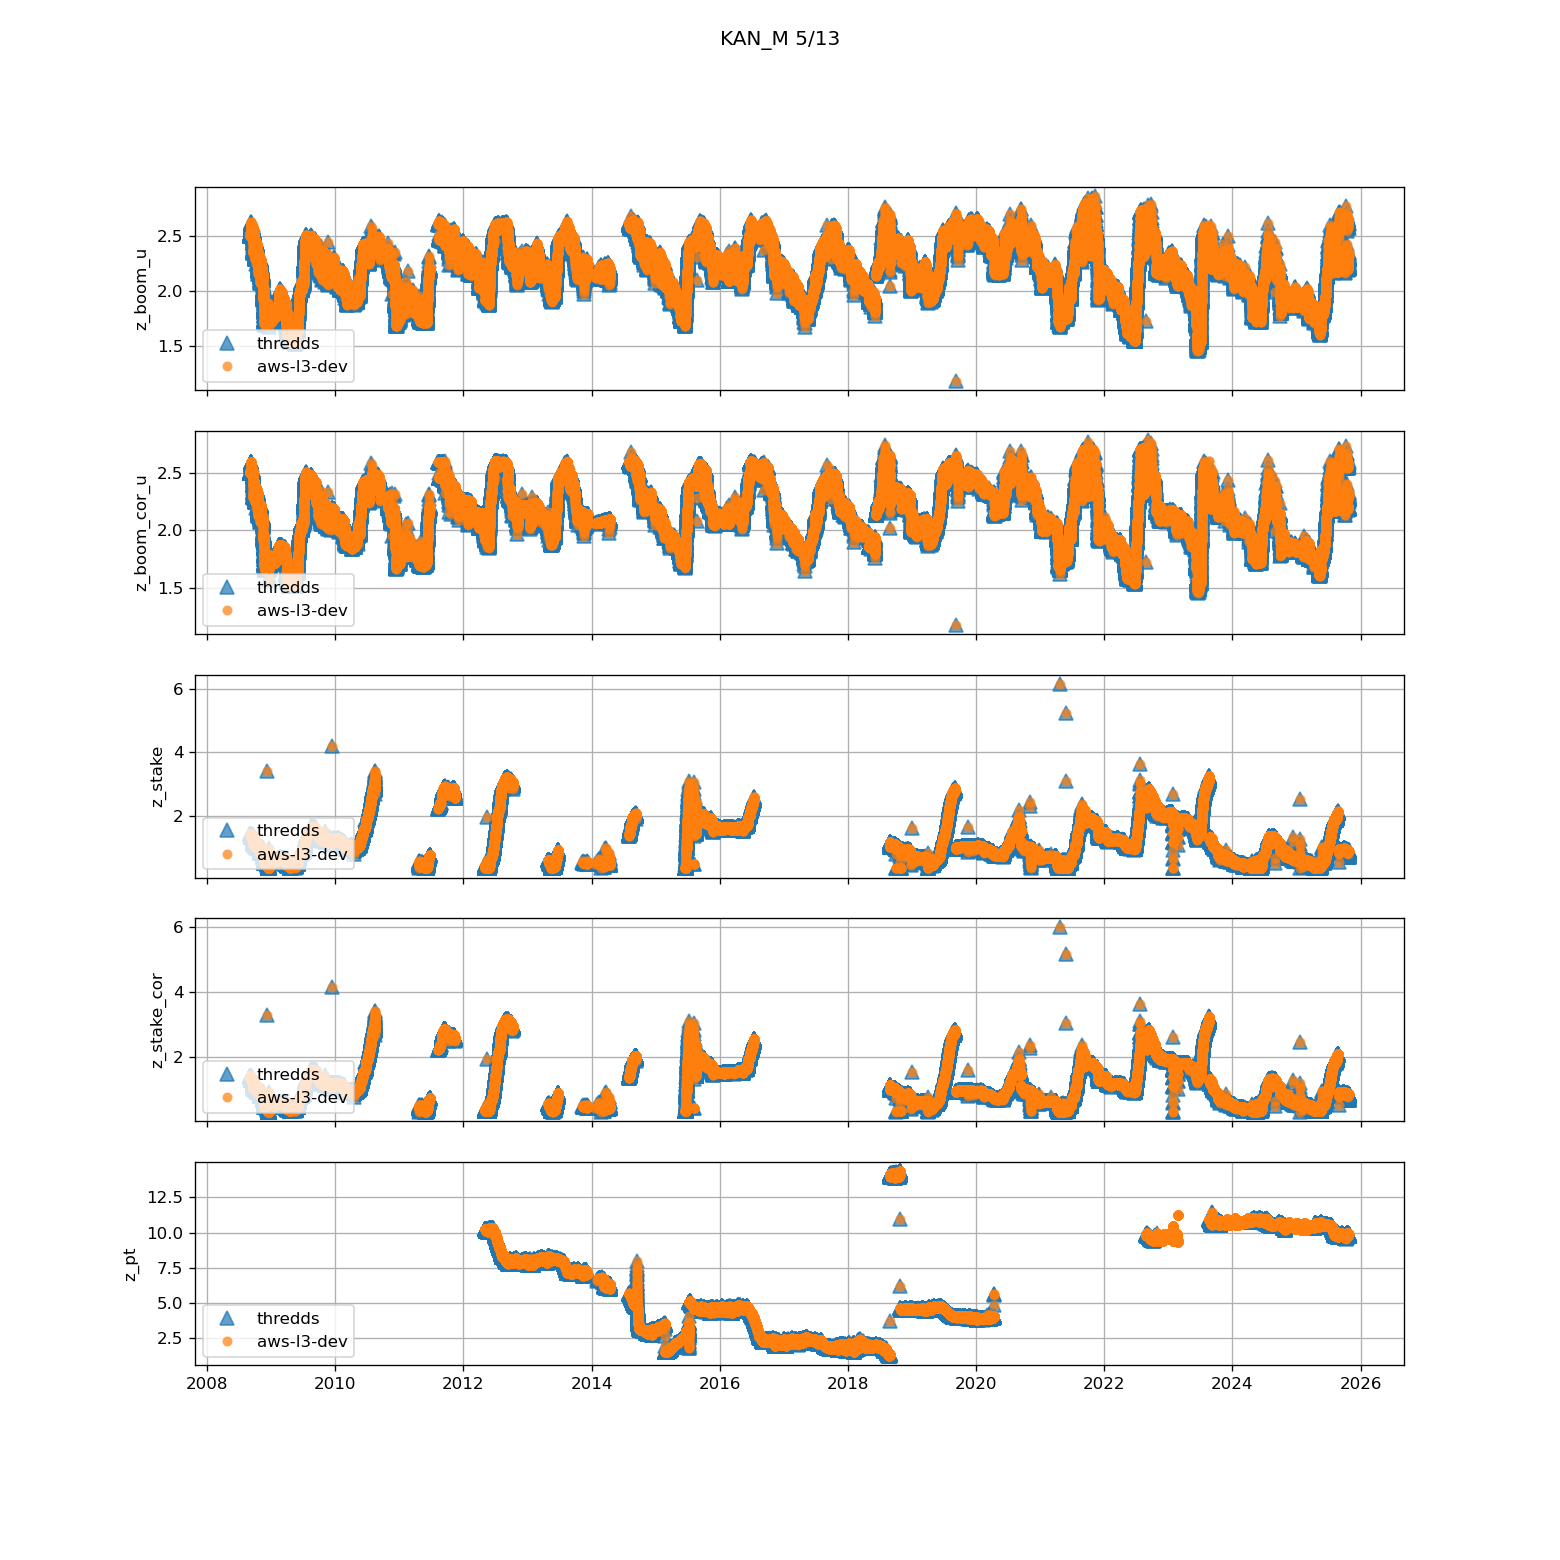 KAN_M 5/13
2.5
2.0
1.5
z_boom_u
thredds
aws-l3-dev
2.5
2.0
1.5
z_boom_cor_u
thredds
aws-l3-dev
6
4
2
z_stake
thredds
aws-l3-dev
6
4
2
z_stake_cor
thredds
aws-l3-dev
12.5
10.0
7.5
5.0
2.5
z_pt
thredds
aws-l3-dev
2008 2010 2012 2014 2016 2018 2020 2022 2024 2026